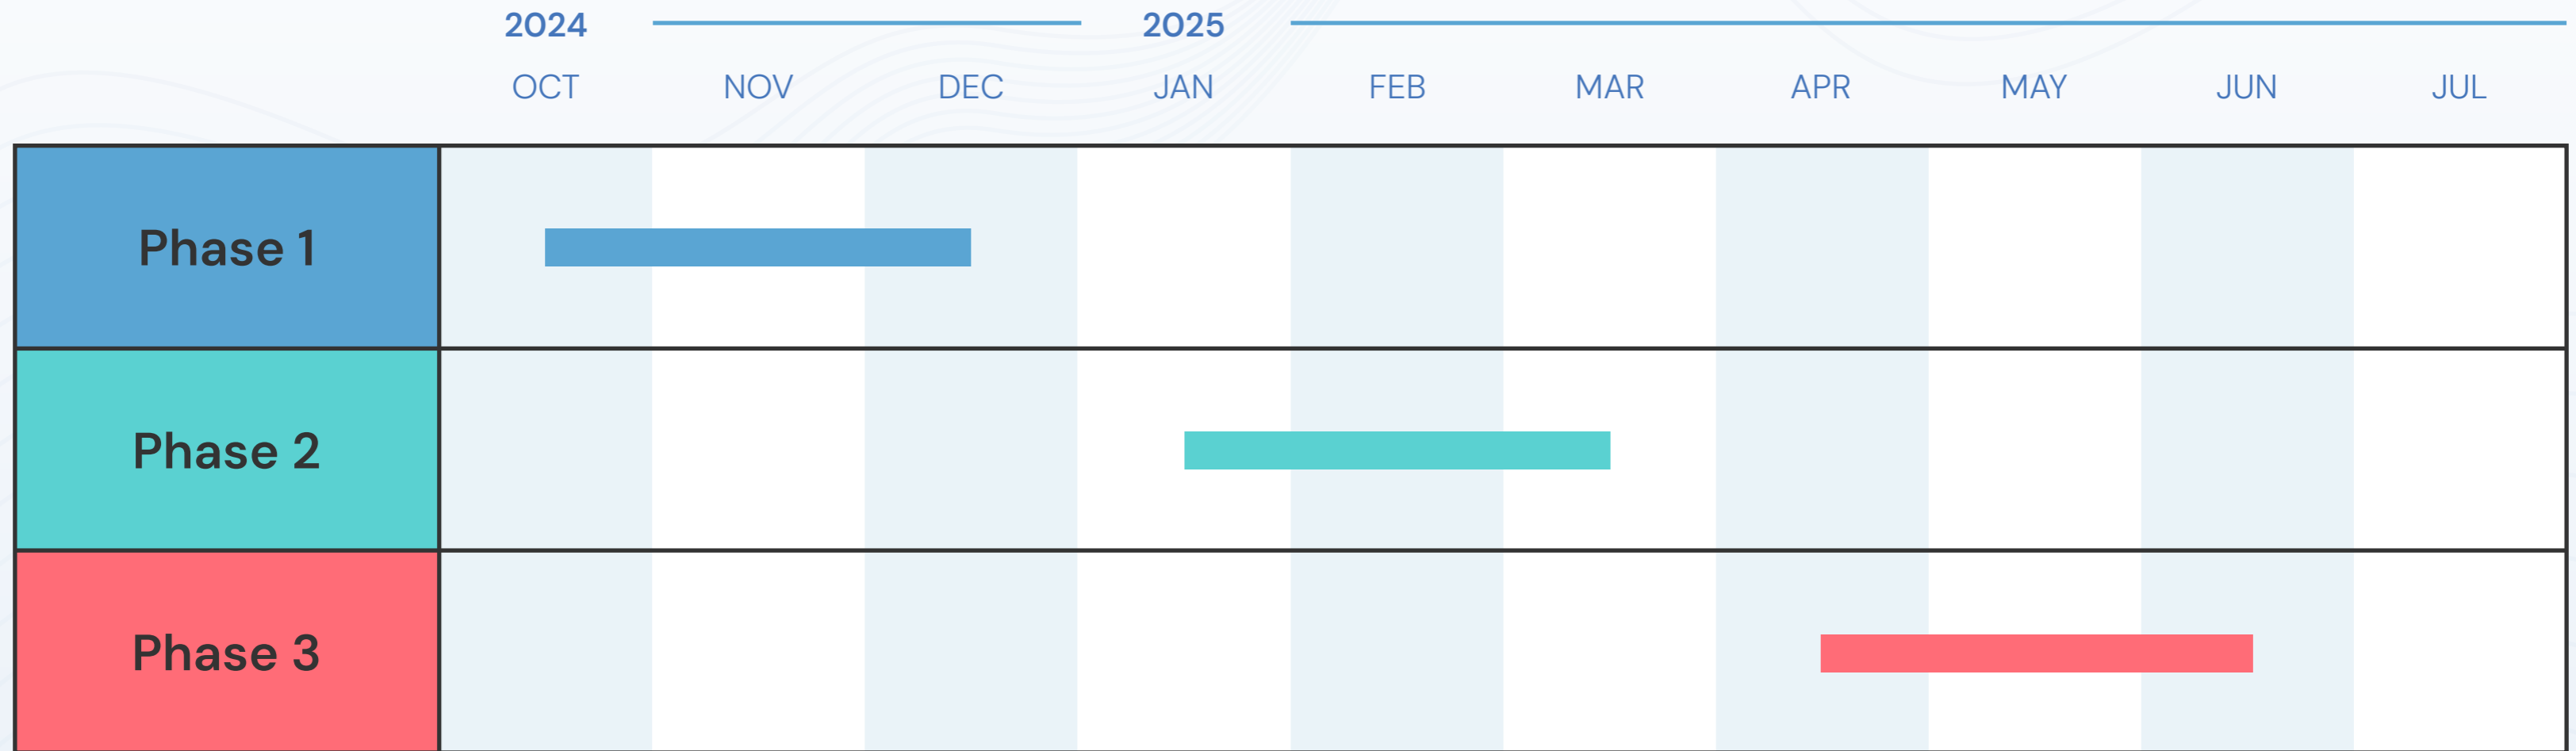 2024 2025
OCT NOV DEC JAN FEB MAR APR MAY JUN JUL
Phase 1
Phase 2
Phase 3